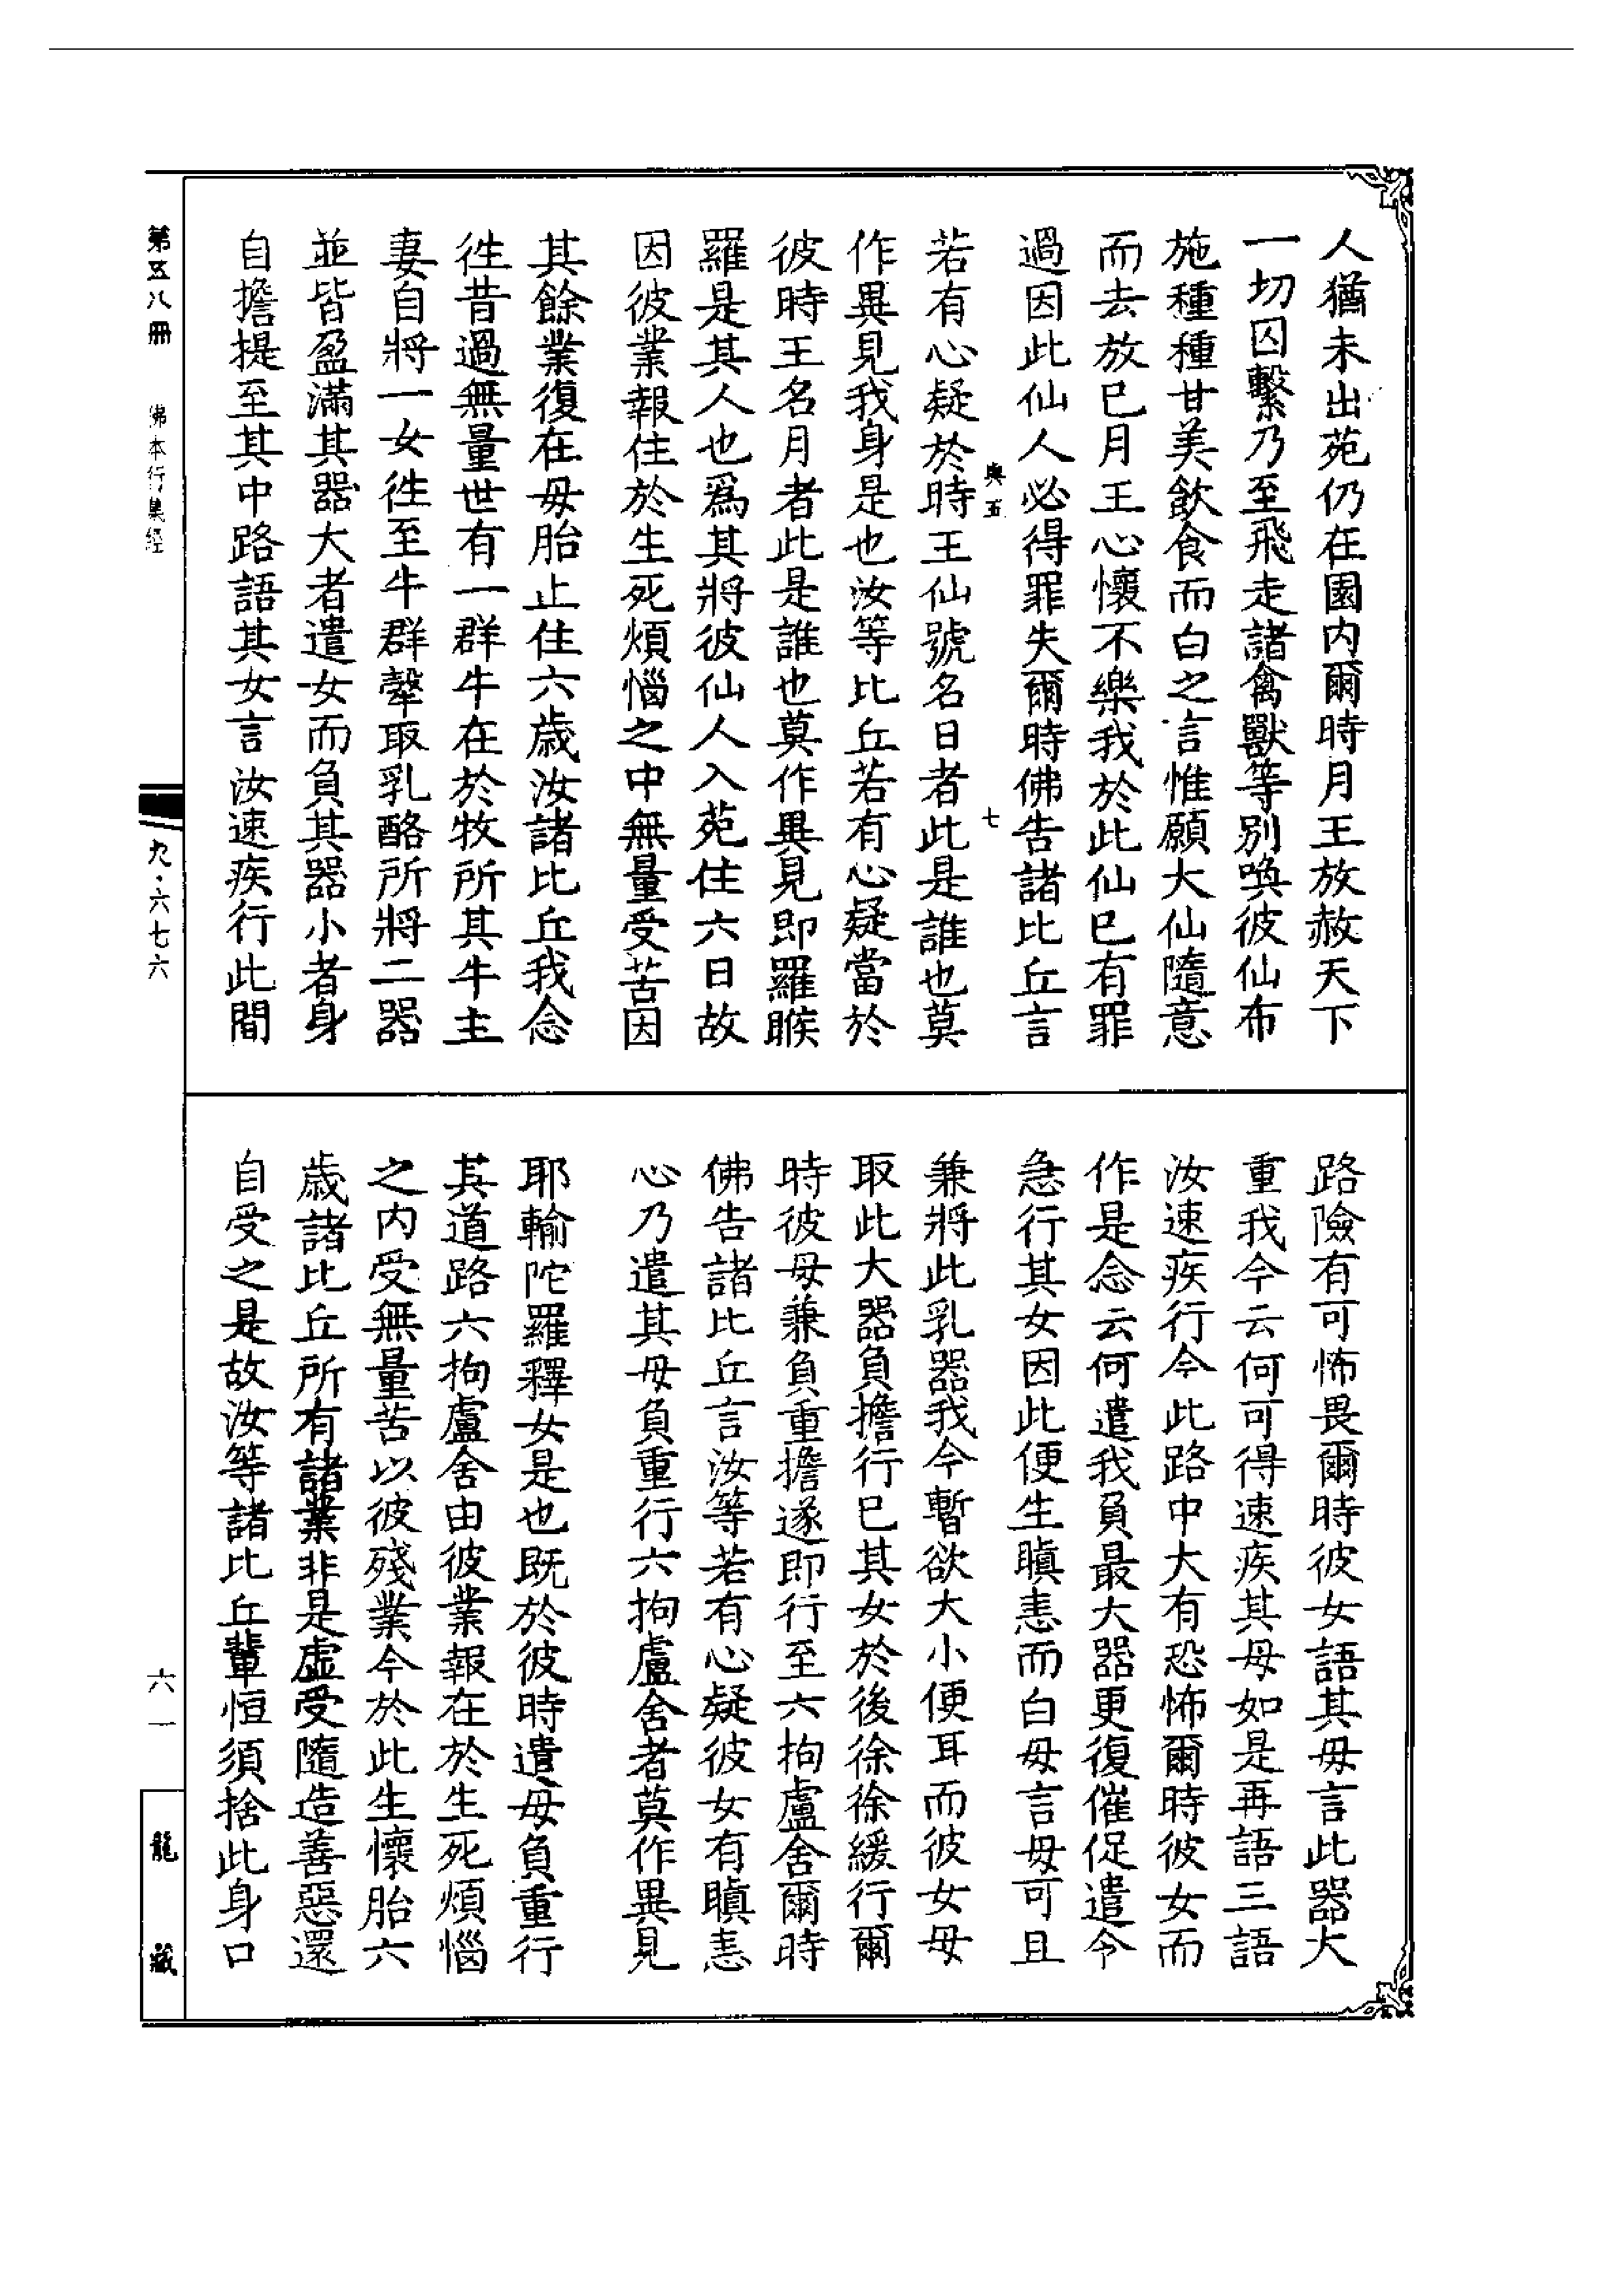 人猶未出苑仍在園内爾時月王放赦天下
一切囚繫乃至飛走諸禽獸等別喚彼仙布
施種種甘美飲食而白之言惟願大仙隨意
而去放巳月王心懷不樂我於此仙巳有罪
過因此仙人必得罪失爾時佛告諸比丘言
輿五
七
若有心疑於時王仙號名日者此是誰也莫
作異見我身是也汝等比丘若有心疑當於
彼時王名月者此是誰也莫作異見即羅睺
羅是其人也爲其將彼仙人入苑住六日故
因彼業報住於生死煩惱之中無量受苦因
其餘業復在母胎止住六歲汝諸比丘我念
徃昔過無量世有一群牛在於牧所其牛主
妻自將一女徃至牛群𤛗取乳酪所將二器
並皆盈滿其器大者遣女而負其器小者身
自擔提至其中路語其女言汝速疾行此間
路險有可怖畏爾時彼女語其母言此器大
重我今云何可得速疾其母如是再語三語
汝速疾行今此路中大有恐怖爾時彼女而
作是念云何遣我負最大器更復催促遣令
急行其女因此便生瞋恚而白母言母可且
兼將此乳器我今暫欲大小便耳而彼女母
取此大器負擔行巳其女於後徐徐緩行爾
時彼母兼負重擔遂即行至六拘盧舍爾時
佛告諸比丘言汝等若有心疑彼女有瞋恚
心乃遣其母負重行六拘盧舍者莫作異見
耶輸陀羅釋女是也既於彼時遣母負重行
其道路六拘盧舍由彼業報在於生死煩惱
之内受無量苦以彼殘業今於此生懷胎六
歲諸比丘所有諸業非是虛受隨造善惡還
自受之是故汝等諸比丘輩恒須捨此身口
第五八冊
佛本行集經
九·六七六
六一
龍藏